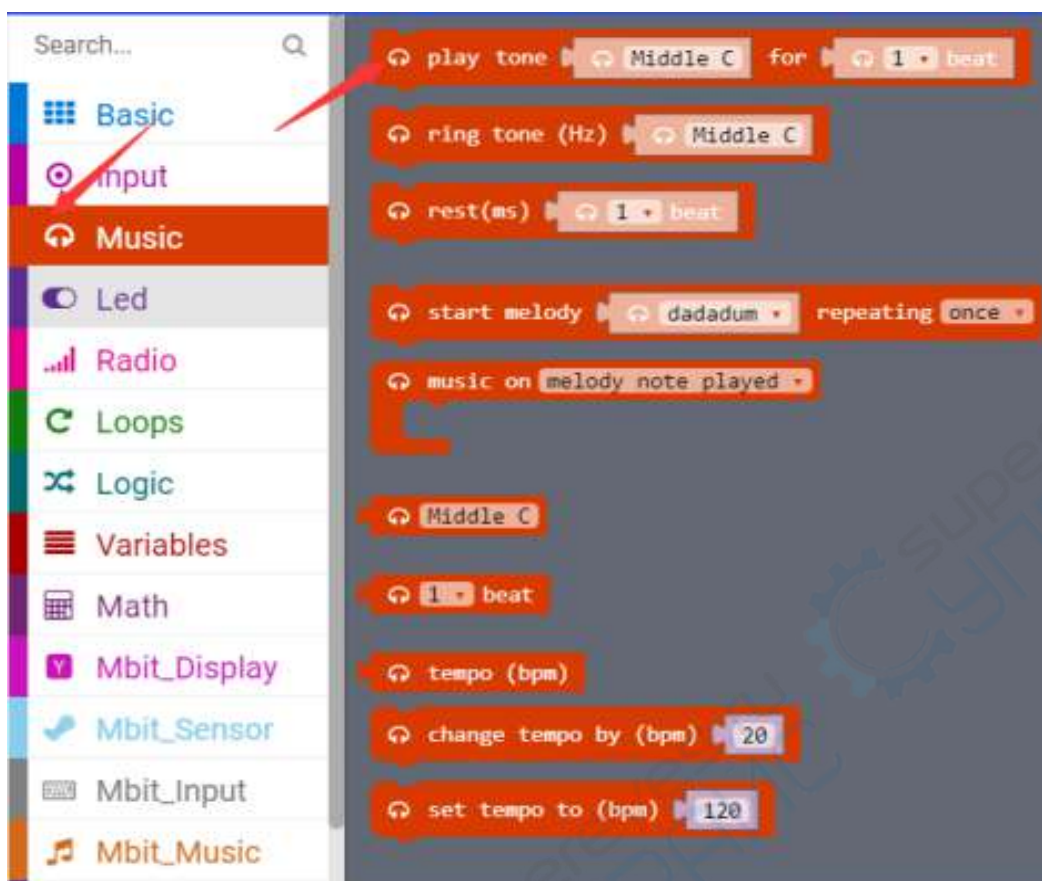 Search...
Basic
Input
Music
Led
Radio
Loops
Logic
Variables
Math
Mbit_Display
Mbit_Sensor
Mbit_Input
Mbit_Music
play tone Middle C for 1 beat
ring tone (Hz) Middle C
rest(ms) 1 beat
start melody dadadum repeating once
music on melody note played
Middle C
1 beat
tempo (bpm)
change tempo by (bpm) 20
set tempo to (bpm) 120